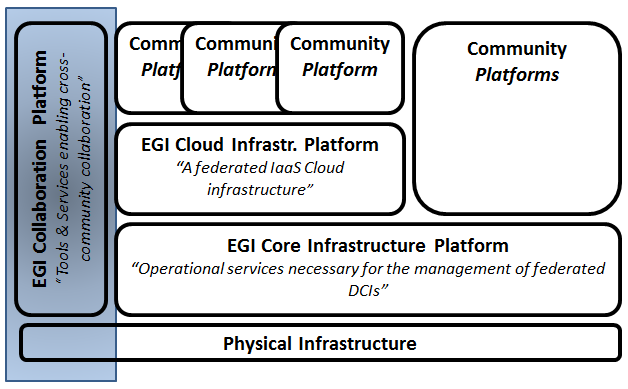 EGI Collaboration Platform
"Tools & Services enabling cross-
community collaboration"
Communi
Platf
Communi
Platform
Community
Platform
Community
Platforms
EGI Cloud Infrastr. Platform
"A federated IaaS Cloud
infrastructure"
EGI Core Infrastructure Platform
"Operational services necessary for the management of federated
DCIs"
Physical Infrastructure